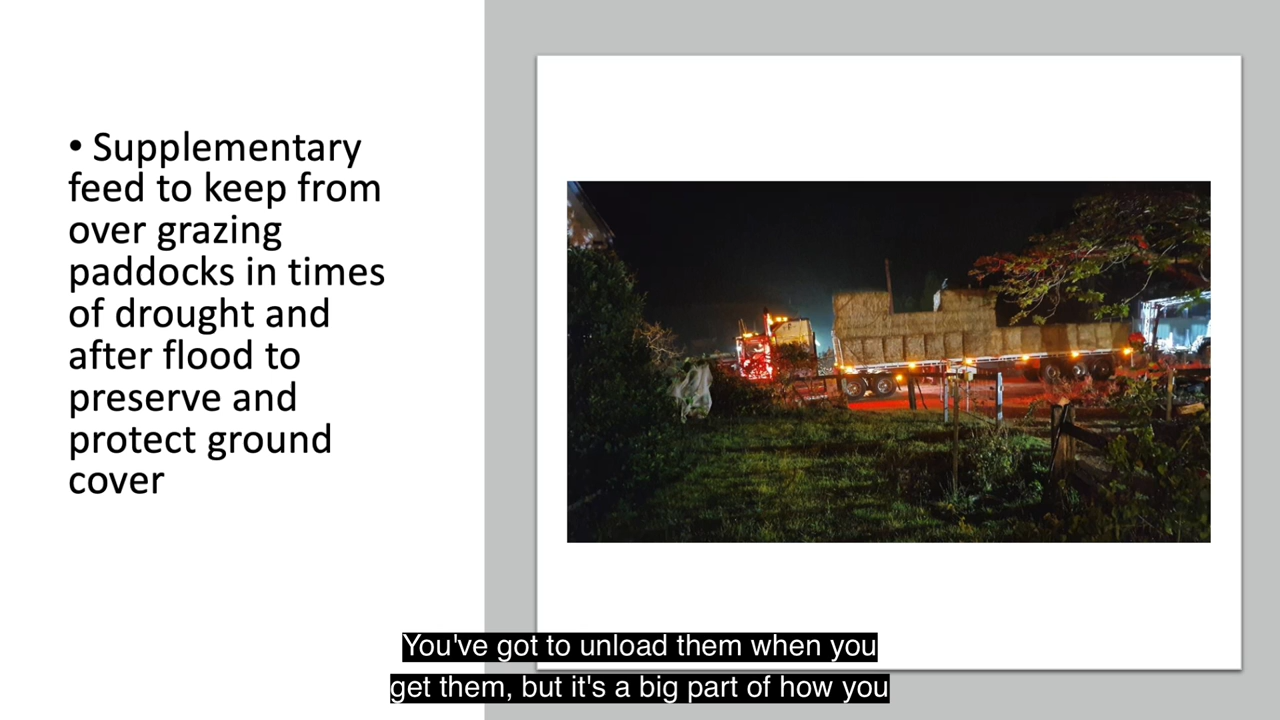 • Supplementary
feed to keep from
over grazing
paddocks in times
of drought and
after flood to
preserve and
protect ground
cover
You've got to unload them when you
get them, but it's a big part of how you